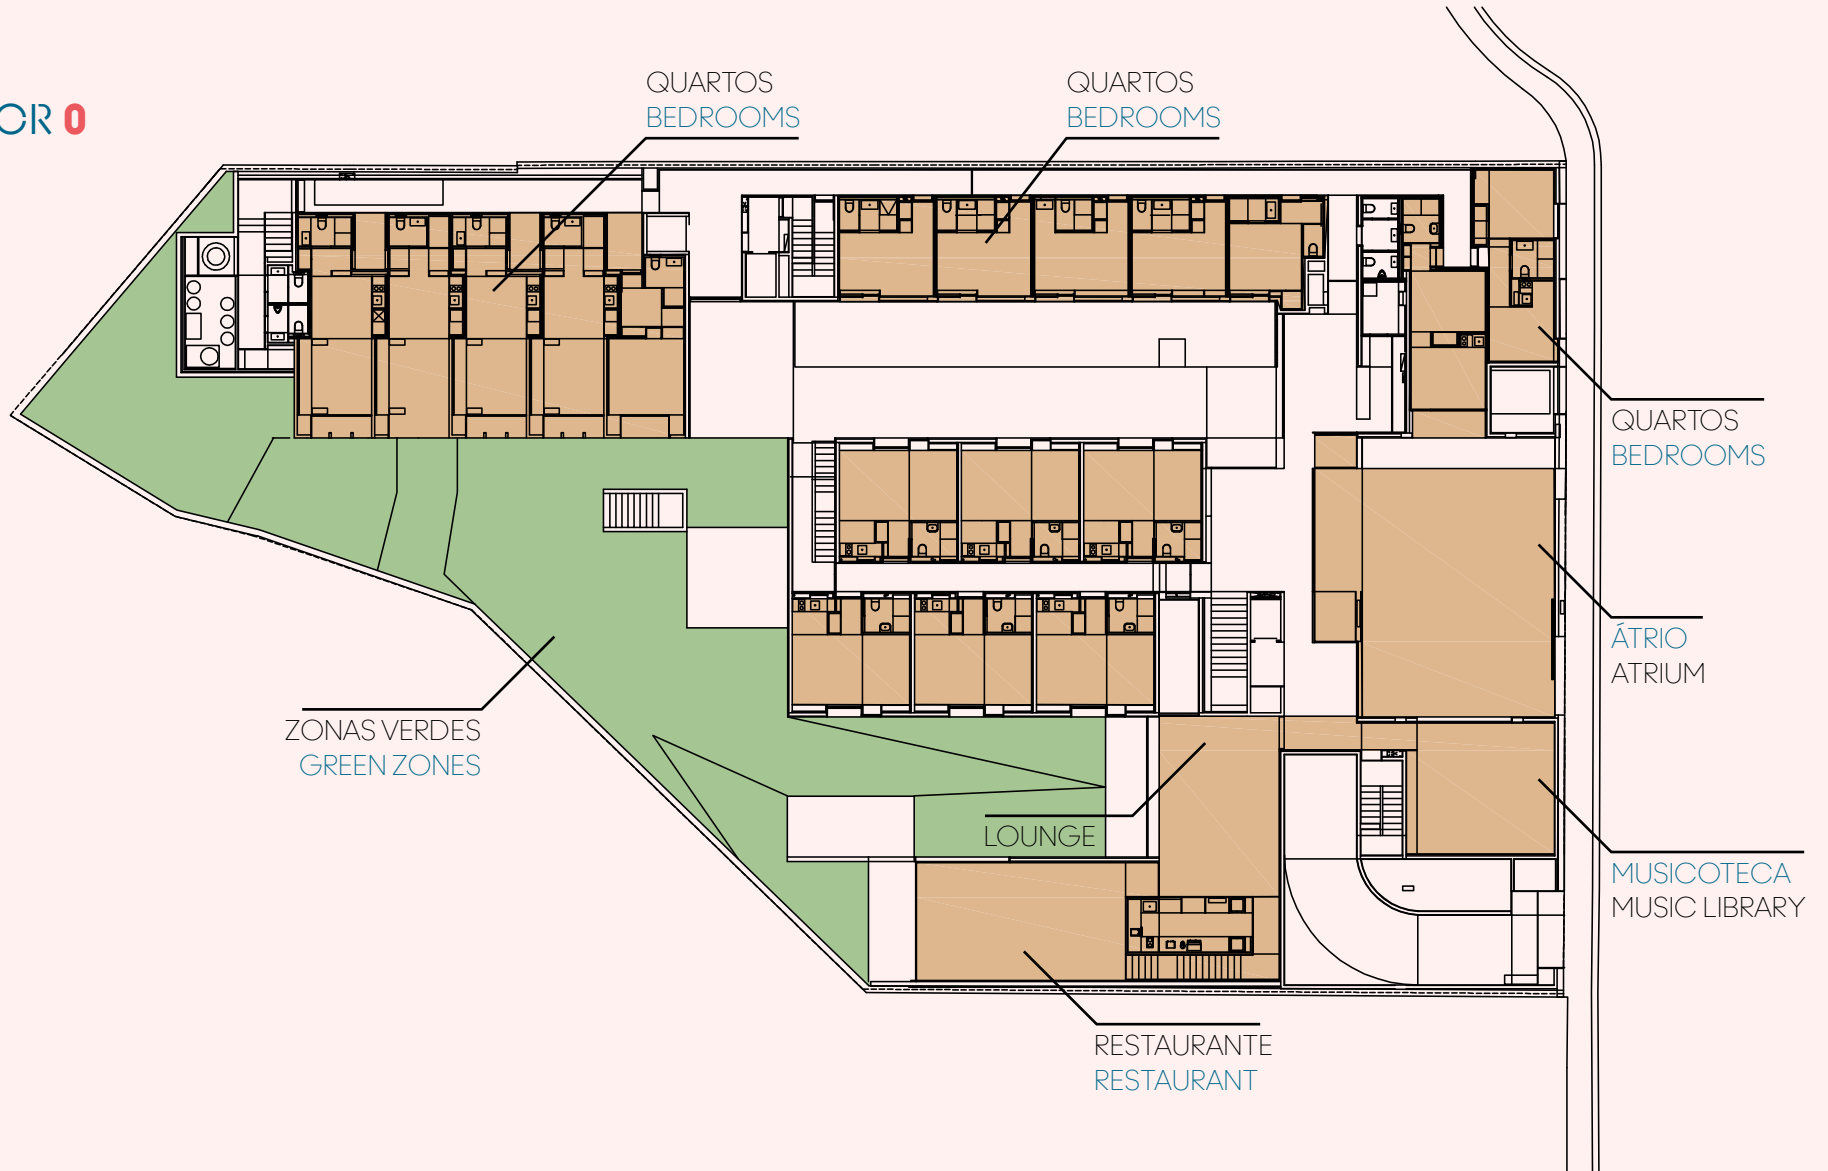 QUARTOS
BEDROOMS
QUARTOS
BEDROOMS
OR 0
QUARTOS
BEDROOMS
ÁTRIO
ATRIUM
ZONAS VERDES
GREEN ZONES
LOUNGE
MUSICOTECA
MUSIC LIBRARY
RESTAURANTE
RESTAURANT